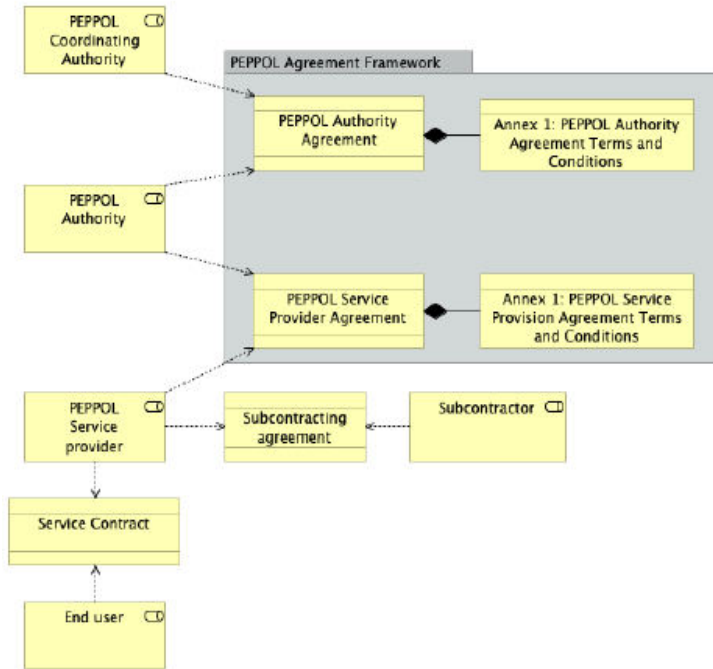 PEPPOL
Coordinating
Authority
PEPPOL Agreement Framework
PEPPOL Authority
Agreement
Annex 1: PEPPOL Authority
Agreement Terms and
Conditions
PEPPOL
Authority
PEPPOL Service
Provider Agreement
Annex 1: PEPPOL Service
Provision Agreement Terms
and Conditions
PEPPOL
Service
provider
Subcontracting
agreement
Subcontractor
Service Contract
End user